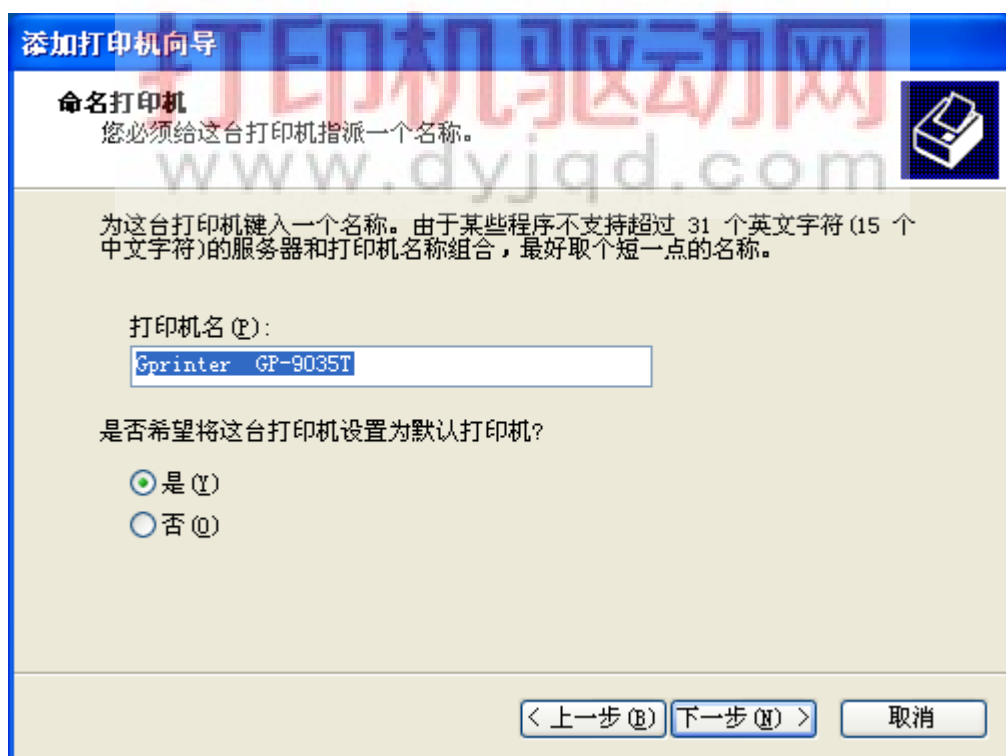 添加打印机向导
打印机驱动网
命名打印机
您必须给这台打印机指派一个名称。
www.dyjqd.com
为这台打印机键入一个名称。由于某些程序不支持超过 31 个英文字符(15 个
中文字符)的服务器和打印机名称组合，最好取个短一点的名称。
打印机名(P):
Gprinter  GP-9035T
是否希望将这台打印机设置为默认打印机?
是(Y)
否(O)
< 上一步(B)
下一步(N) >
取消